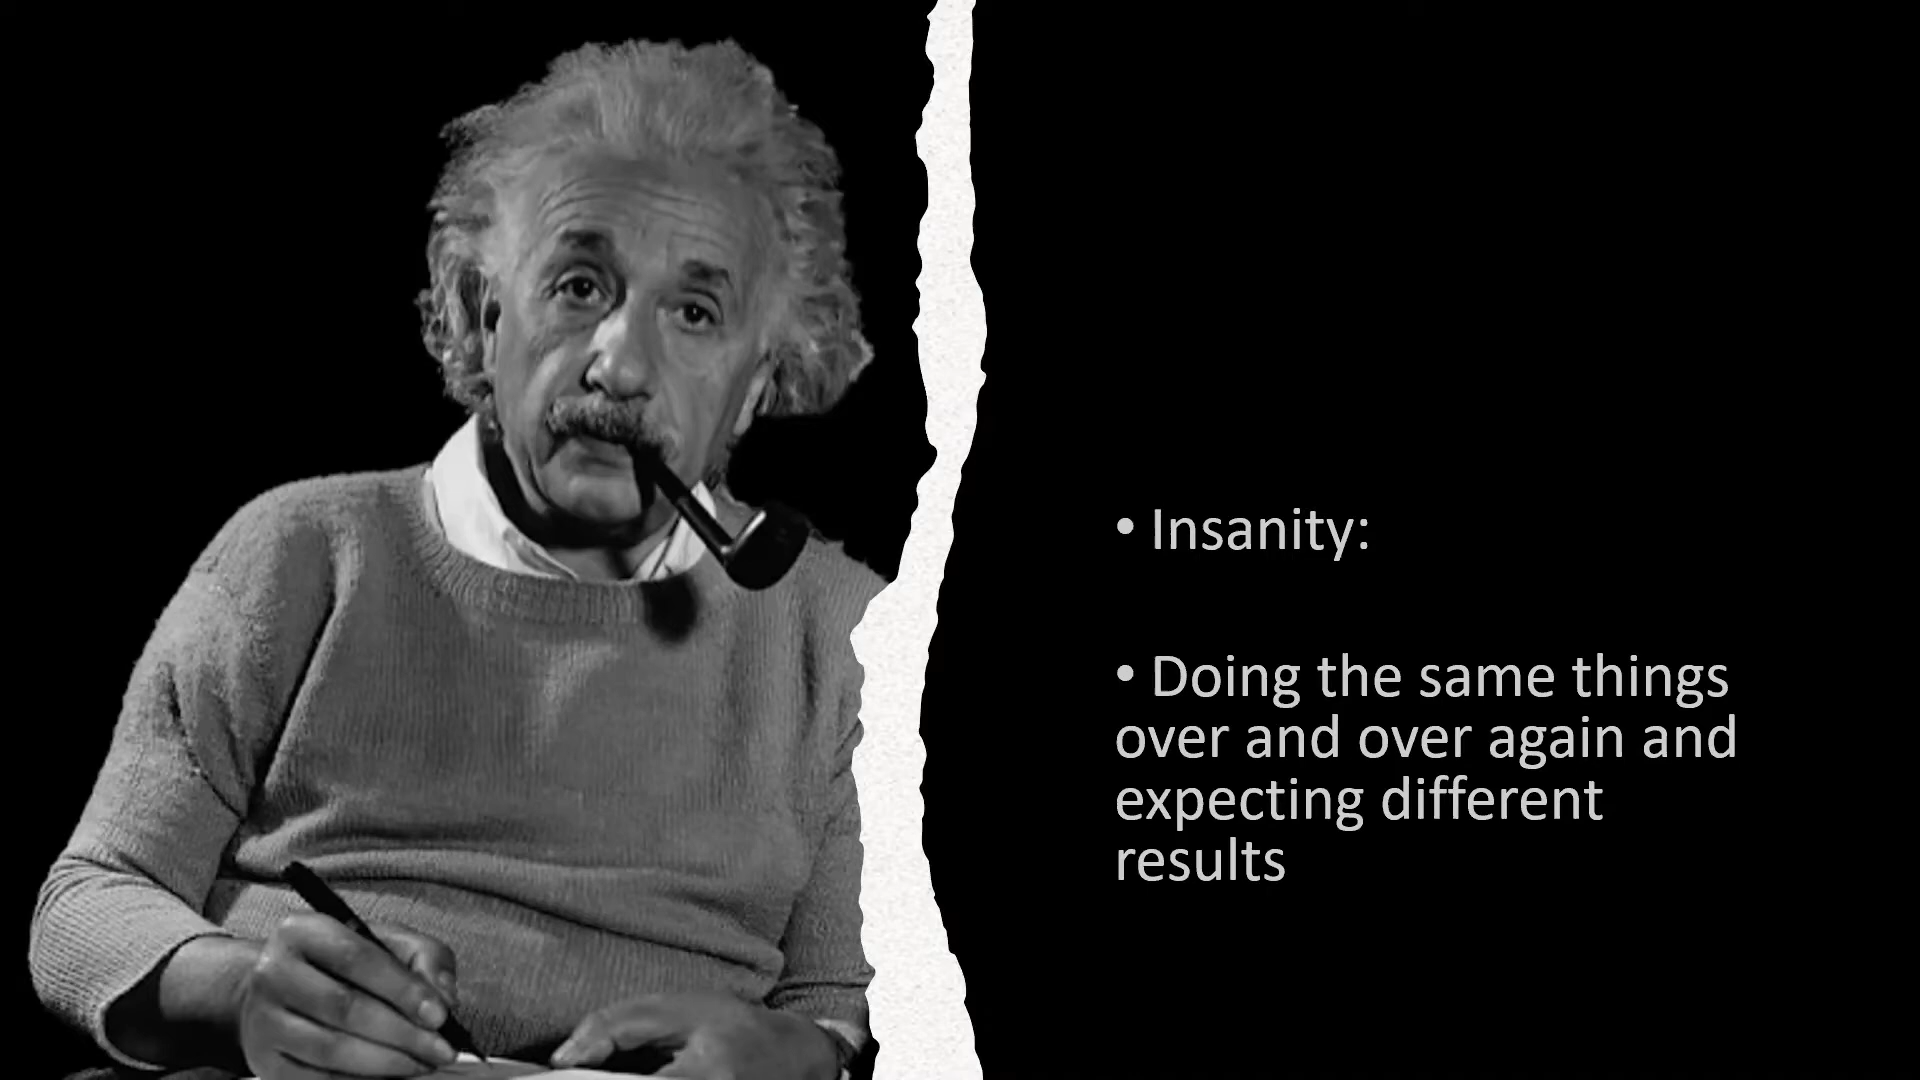 • Insanity:
• Doing the same things
over and over again and
expecting different
results